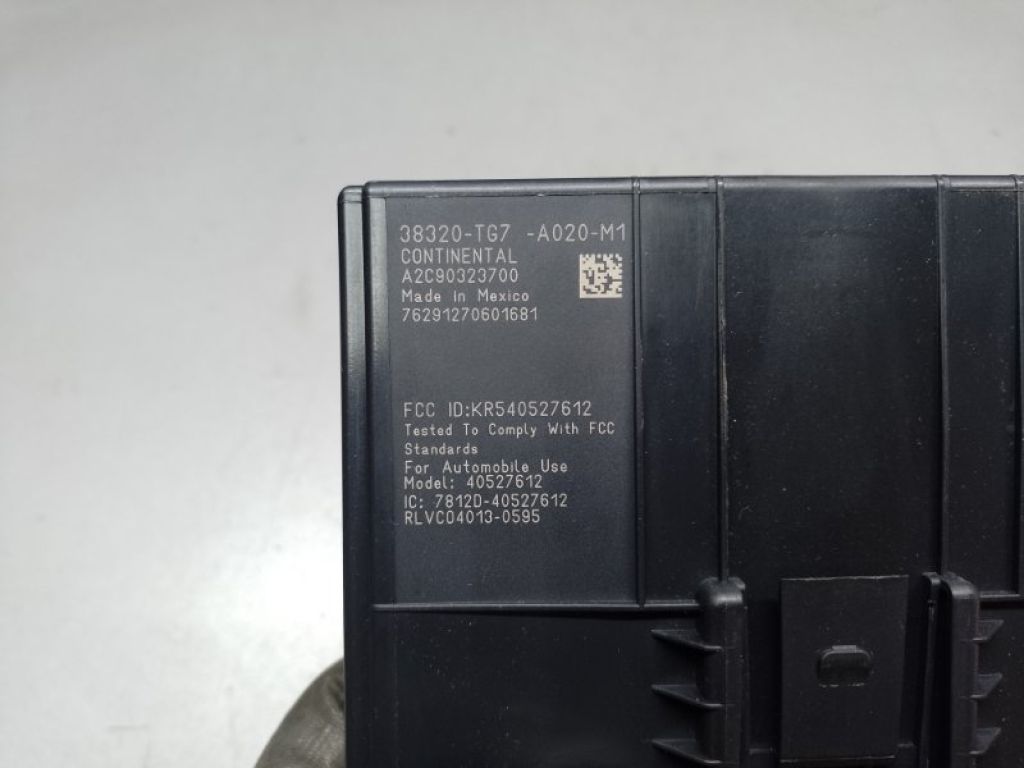 38320-TG7 -A020-M1
CONTINENTAL
A2C90323700
Made in Mexico
76291270601681
FCC ID:KR540527612
Tested To Comply With FCC
Standards
For Automobile Use
Model: 40527612
IC: 7812D-40527612
RLVCO4013-0595